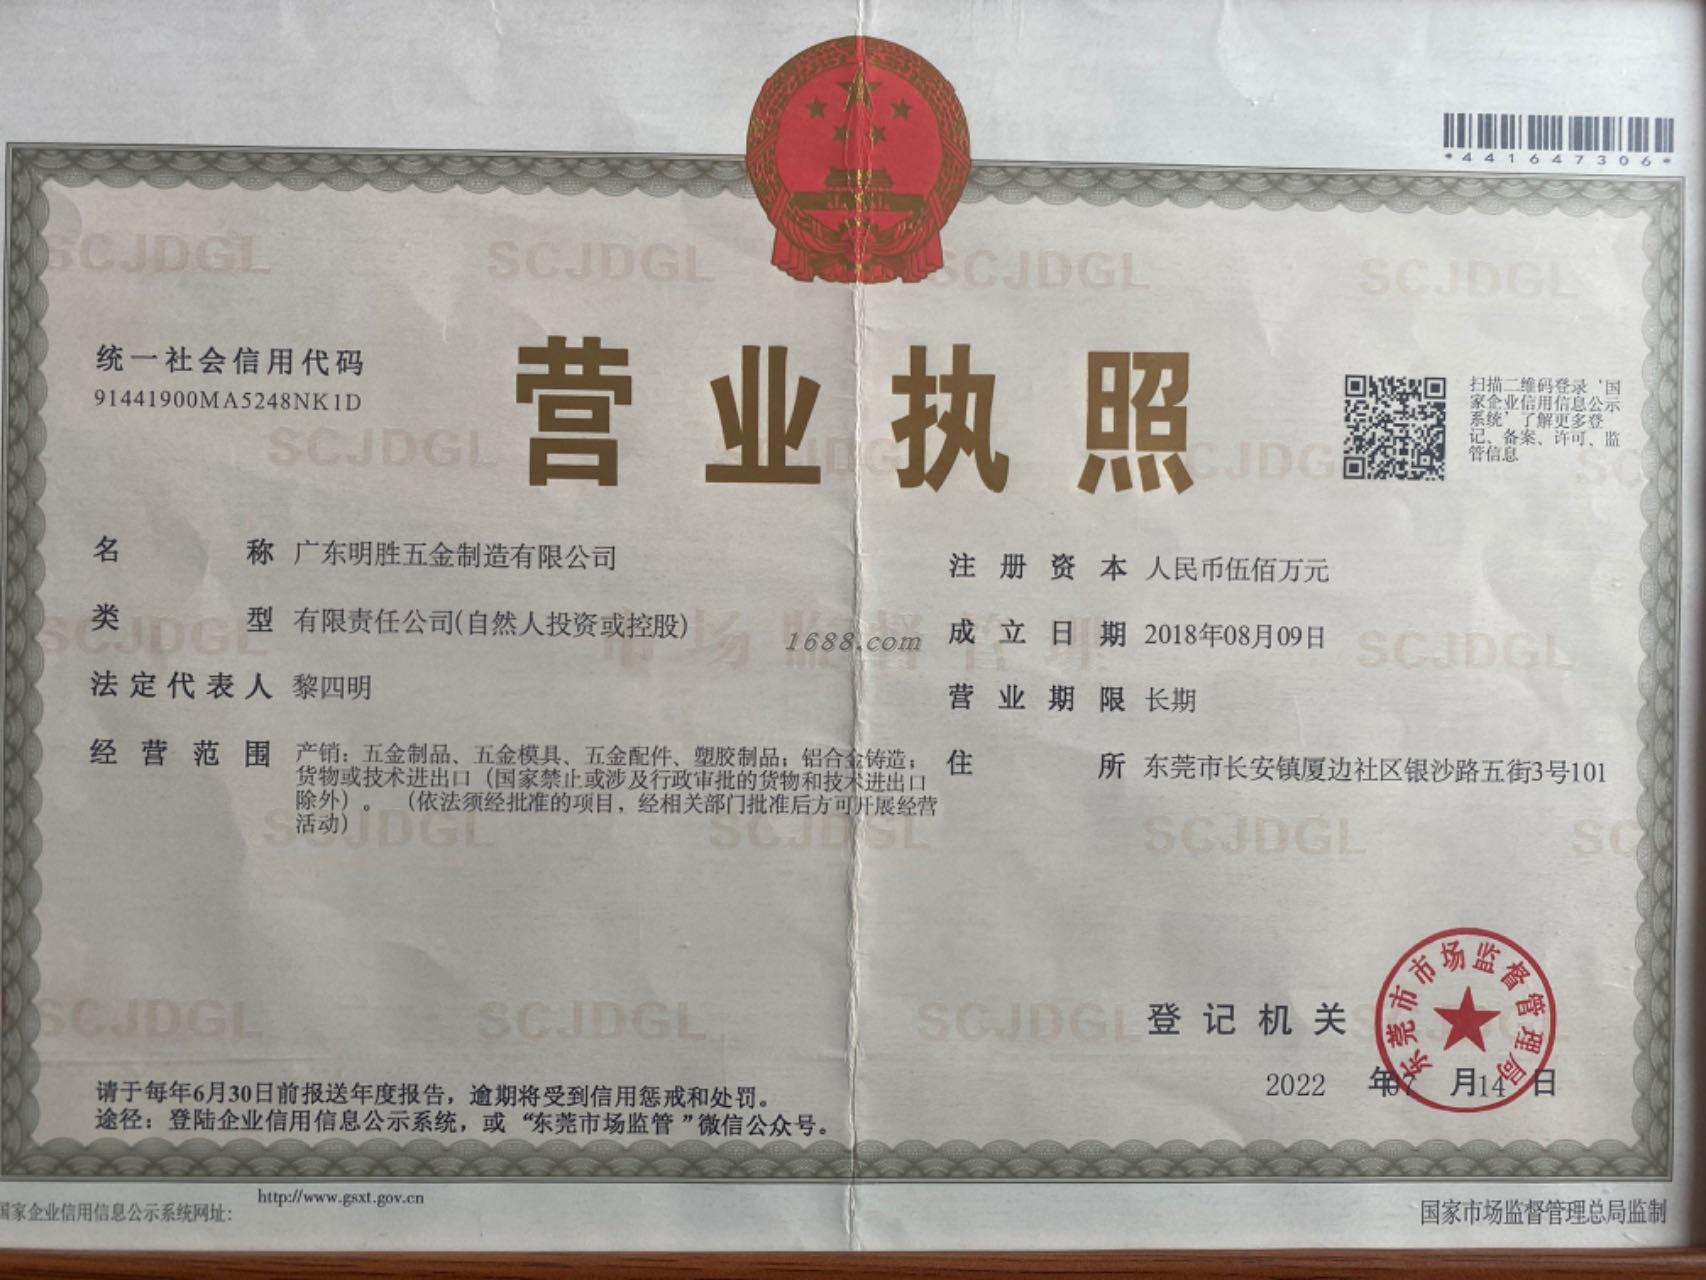 *441647306*
统一社会信用代码
91441900MA5248NK1D
营业执照
扫描二维码登录‘国
家企业信用信息公示
系统’了解更多登
记、备案、许可、监
管信息
名称 广东明胜五金制造有限公司
类型 有限责任公司(自然人投资或控股)
法定代表人 黎四明
经营范围 产销：五金制品、五金模具、五金配件、塑胶制品；铝合金铸造；
货物或技术进出口（国家禁止或涉及行政审批的货物和技术进出口
除外）。（依法须经批准的项目，经相关部门批准后方可开展经营
活动）
注册资本 人民币伍佰万元
成立日期 2018年08月09日
营业期限 长期
住所 东莞市长安镇厦边社区银沙路五街3号101
1688.com
SCJDGL
市场监督管理
登记机关
东莞市市场监督管理局
2022 年07 月14 日
请于每年6月30日前报送年度报告，逾期将受到信用惩戒和处罚。
途径：登陆企业信用信息公示系统，或“东莞市场监管”微信公众号。
国家企业信用信息公示系统网址: http://www.gsxt.gov.cn
国家市场监督管理总局监制